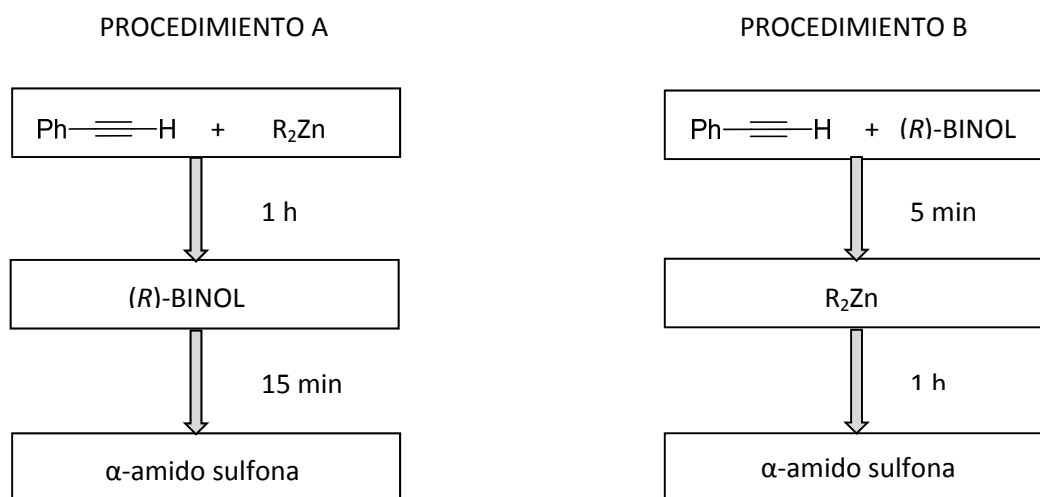 PROCEDIMIENTO A
Ph H + R₂Zn
1 h
(R)-BINOL
15 min
α-amido sulfona
PROCEDIMIENTO B
Ph H + (R)-BINOL
5 min
R₂Zn
1 h
α-amido sulfona